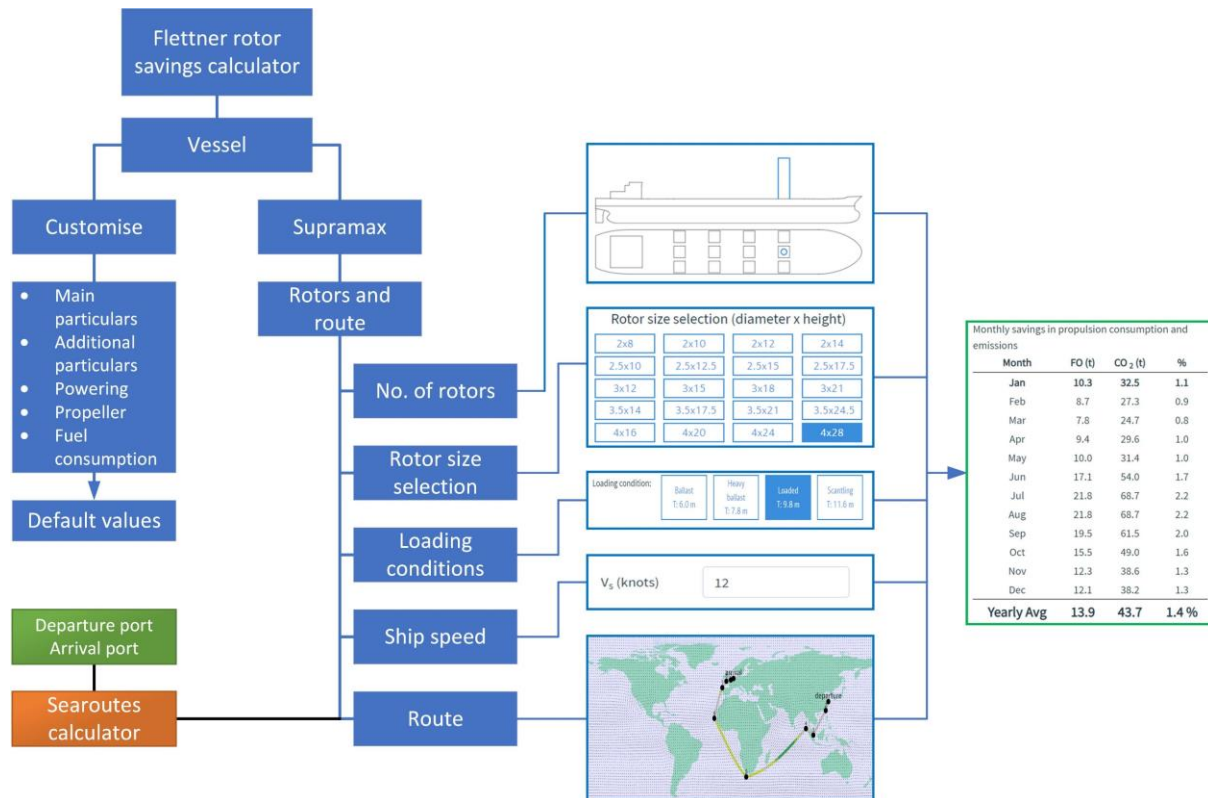 Flettner rotor
savings calculator
Vessel
Customise
Supramax
• Main
particulars
• Additional
particulars
• Powering
• Propeller
• Fuel
consumption
Default values
Rotors and
route
No. of rotors
Rotor size
selection
Loading
conditions
Ship speed
Route
Departure port
Arrival port
Searoutes
calculator
Rotor size selection (diameter x height)
2x8 2x10 2x12 2x14
2.5x10 2.5x12.5 2.5x15 2.5x17.5
3x12 3x15 3x18 3x21
3.5x14 3.5x17.5 3.5x21 3.5x24.5
4x16 4x20 4x24 4x28
Loading condition:
Ballast
T: 6.0 m
Heavy
ballast
T: 7.8 m
Loaded
T: 9.8 m
Scantling
T: 11.6 m
Vs (knots) 12
departure
Monthly savings in propulsion consumption and
emissions
Month FO (t) CO2 (t) %
Jan 10.3 32.5 1.1
Feb 8.7 27.3 0.9
Mar 7.8 24.7 0.8
Apr 9.4 29.6 1.0
May 10.0 31.4 1.0
Jun 17.1 54.0 1.7
Jul 21.8 68.7 2.2
Aug 21.8 68.7 2.2
Sep 19.5 61.5 2.0
Oct 15.5 49.0 1.6
Nov 12.3 38.6 1.3
Dec 12.1 38.2 1.3
Yearly Avg 13.9 43.7 1.4 %